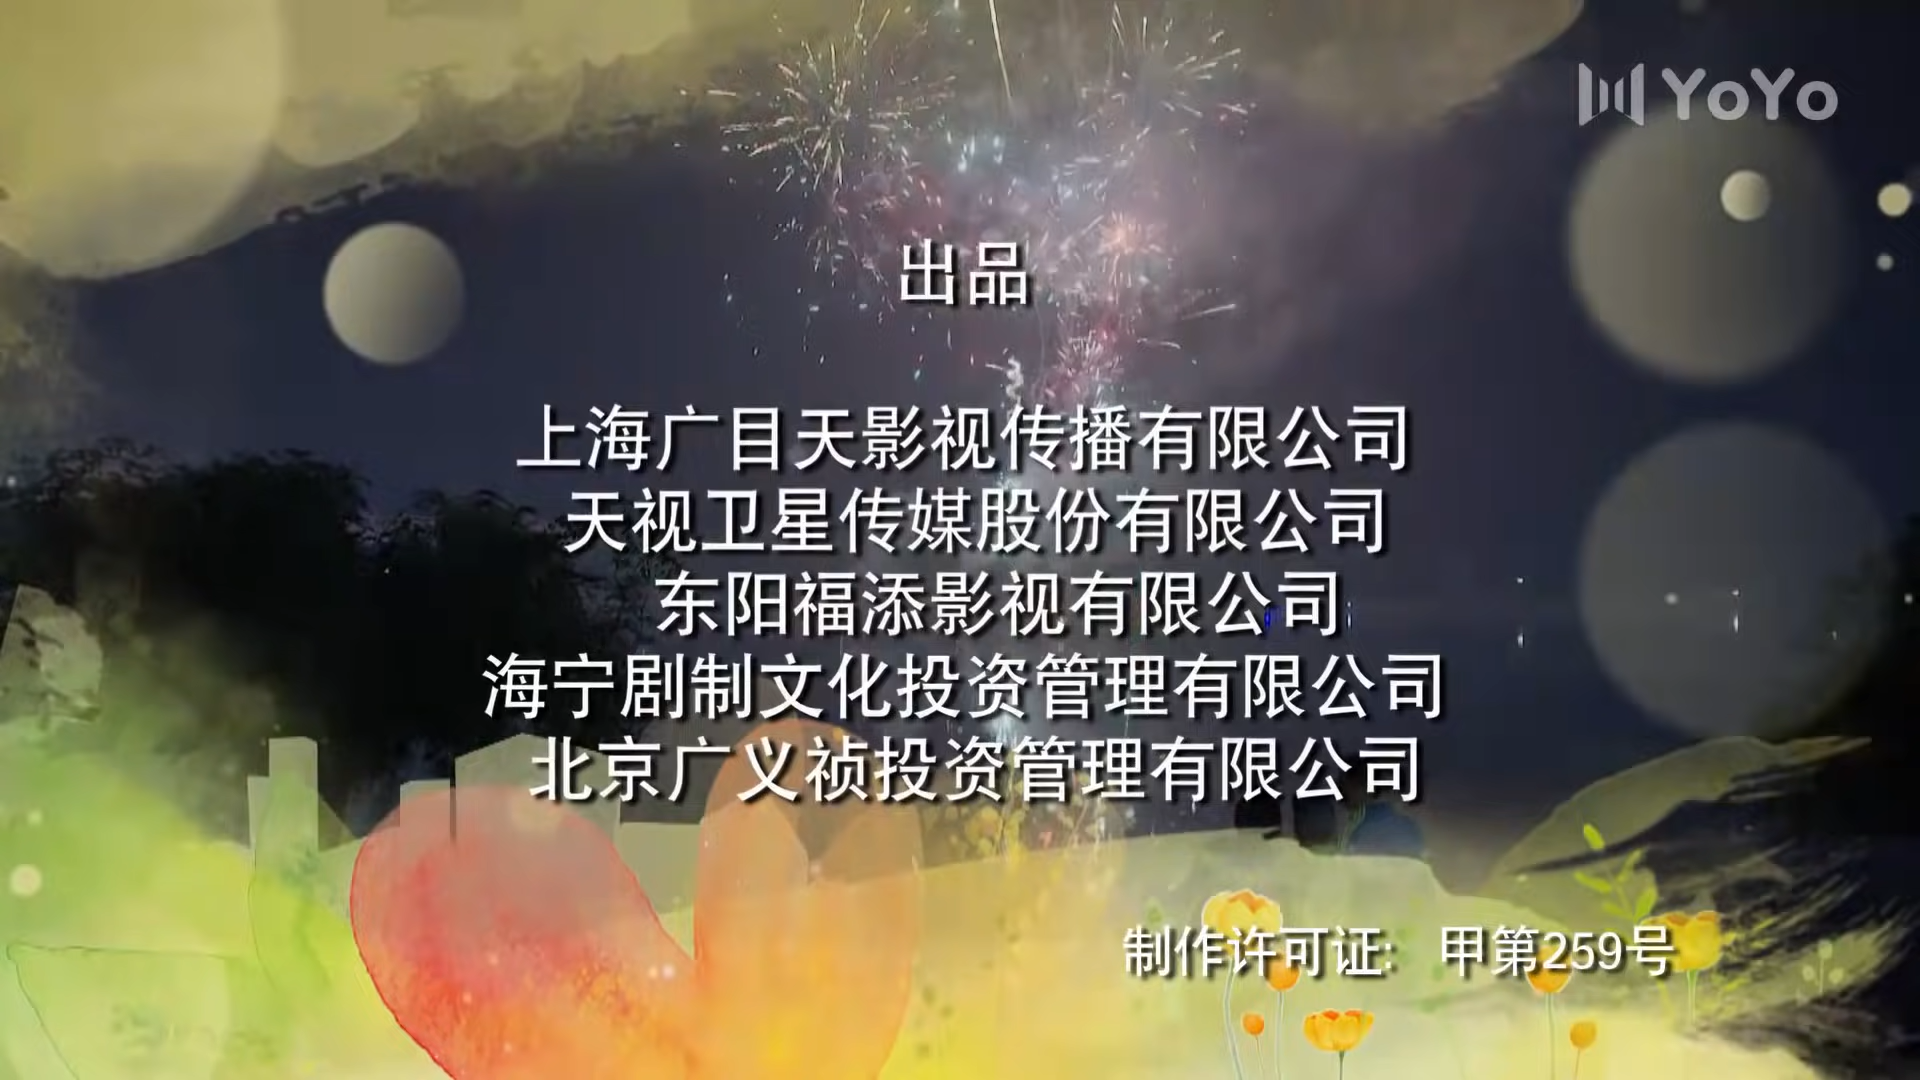 YoYo
出品
上海广目天影视传播有限公司
天视卫星传媒股份有限公司
东阳福添影视有限公司
海宁剧制文化投资管理有限公司
北京广义祯投资管理有限公司
制作许可证: 甲第259号